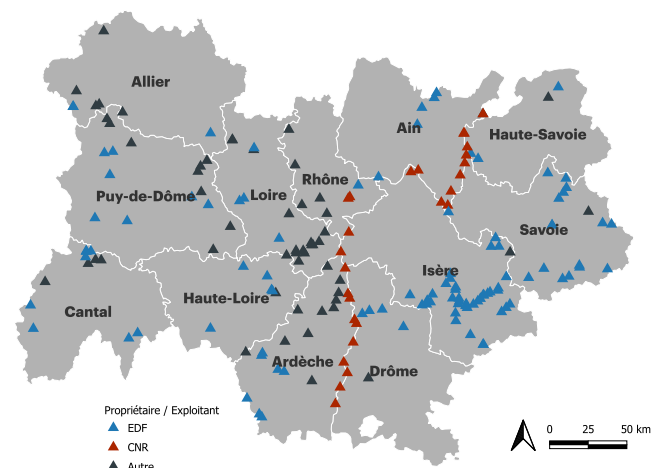 Allier
Ain
Haute-Savoie
Rhône
Puy-de-Dôme
Loire
Savoie
Isère
Haute-Loire
Cantal
Ardèche
Drôme
Propriétaire / Exploitant
EDF
CNR
Autre
0 25 50 km